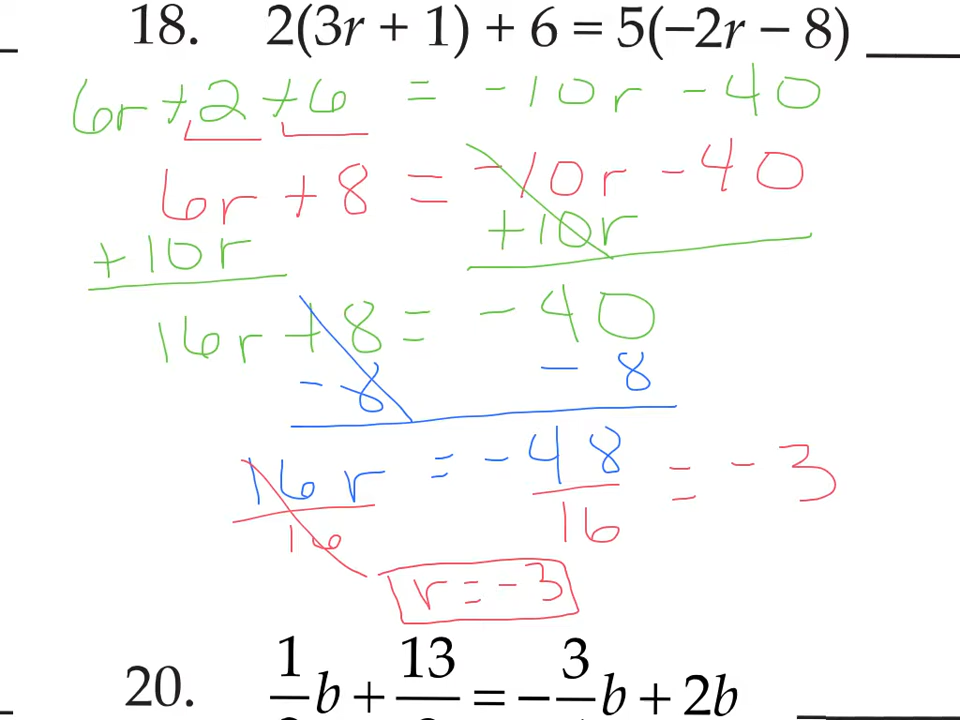 18. 2(3r + 1) + 6 = 5(−2r − 8)
6r + 2 + 6 = -10r - 40
6r + 8 = -10r - 40
+10r +10r
16r + 8 = - 40
- 8 - 8
16r = -48 = -3
16 16
r = -3
20. 1 b + 13 = − 3 b + 2b